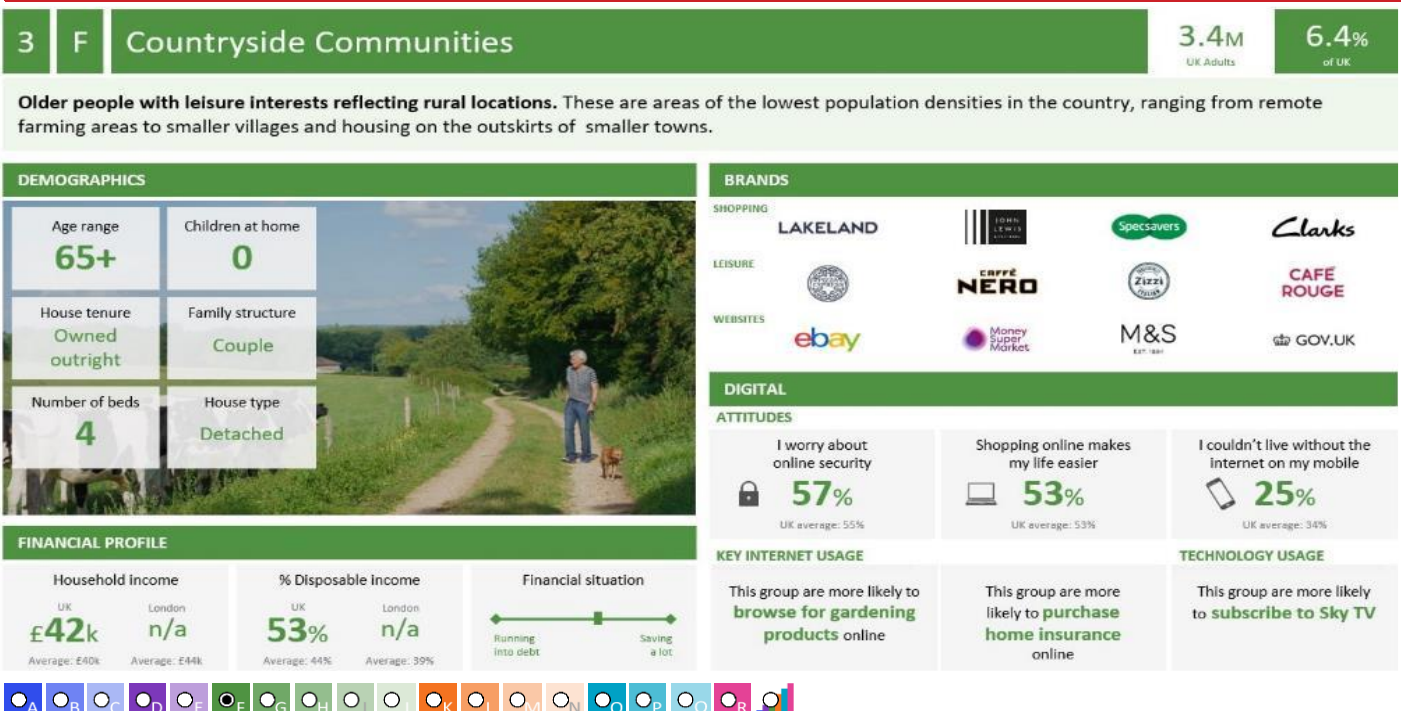 3 F Countryside Communities
3.4M
UK Adults
6.4%
of UK
Older people with leisure interests reflecting rural locations. These are areas of the lowest population densities in the country, ranging from remote
farming areas to smaller villages and housing on the outskirts of smaller towns.
DEMOGRAPHICS
Age range
65+
Children at home
0
House tenure
Owned
outright
Family structure
Couple
Number of beds
4
House type
Detached
FINANCIAL PROFILE
Household income
UK
£42k
Average: £40k
London
n/a
Average: £44k
% Disposable income
UK
53%
Average: 44%
London
n/a
Average: 39%
Financial situation
Running
into debt
Saving
a lot
BRANDS
SHOPPING
LAKELAND
JOHN
LEWIS
Specsavers
Clarks
LEISURE
CAFFÈ
NERO
Zizzi
ITALIAN
CAFÉ
ROUGE
WEBSITES
ebay
Money
Super
Market
M&S
EST. 1884
GOV.UK
DIGITAL
ATTITUDES
I worry about
online security
57%
UK average: 55%
Shopping online makes
my life easier
53%
UK average: 53%
I couldn't live without the
internet on my mobile
25%
UK average: 34%
KEY INTERNET USAGE
This group are more likely to
browse for gardening
products online
This group are more
likely to purchase
home insurance
online
TECHNOLOGY USAGE
This group are more likely
to subscribe to Sky TV
A B C D E F G H I J K L M N O P Q R